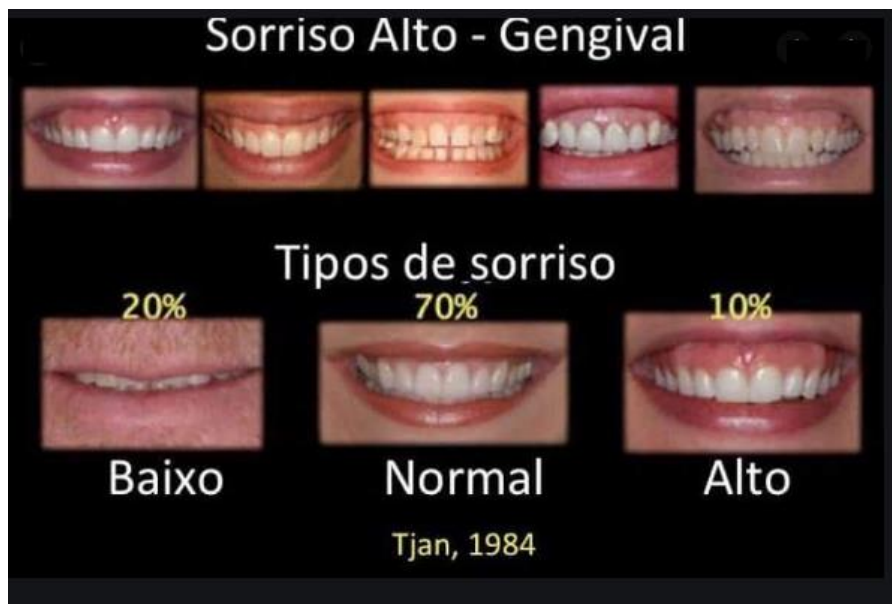 Sorriso Alto - Gengival
Tipos de sorriso
20% 70% 10%
Baixo Normal Alto
Tjan, 1984